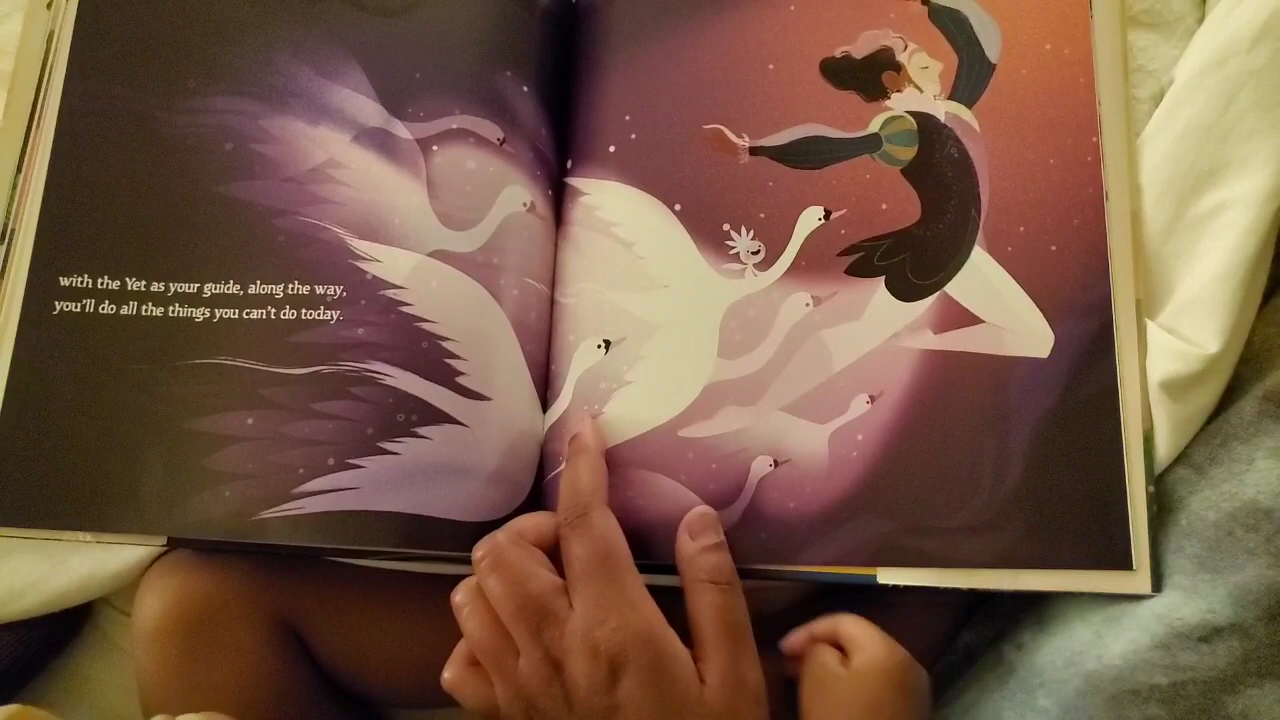 with the Yet as your guide, along the way,
you'll do all the things you can't do today.